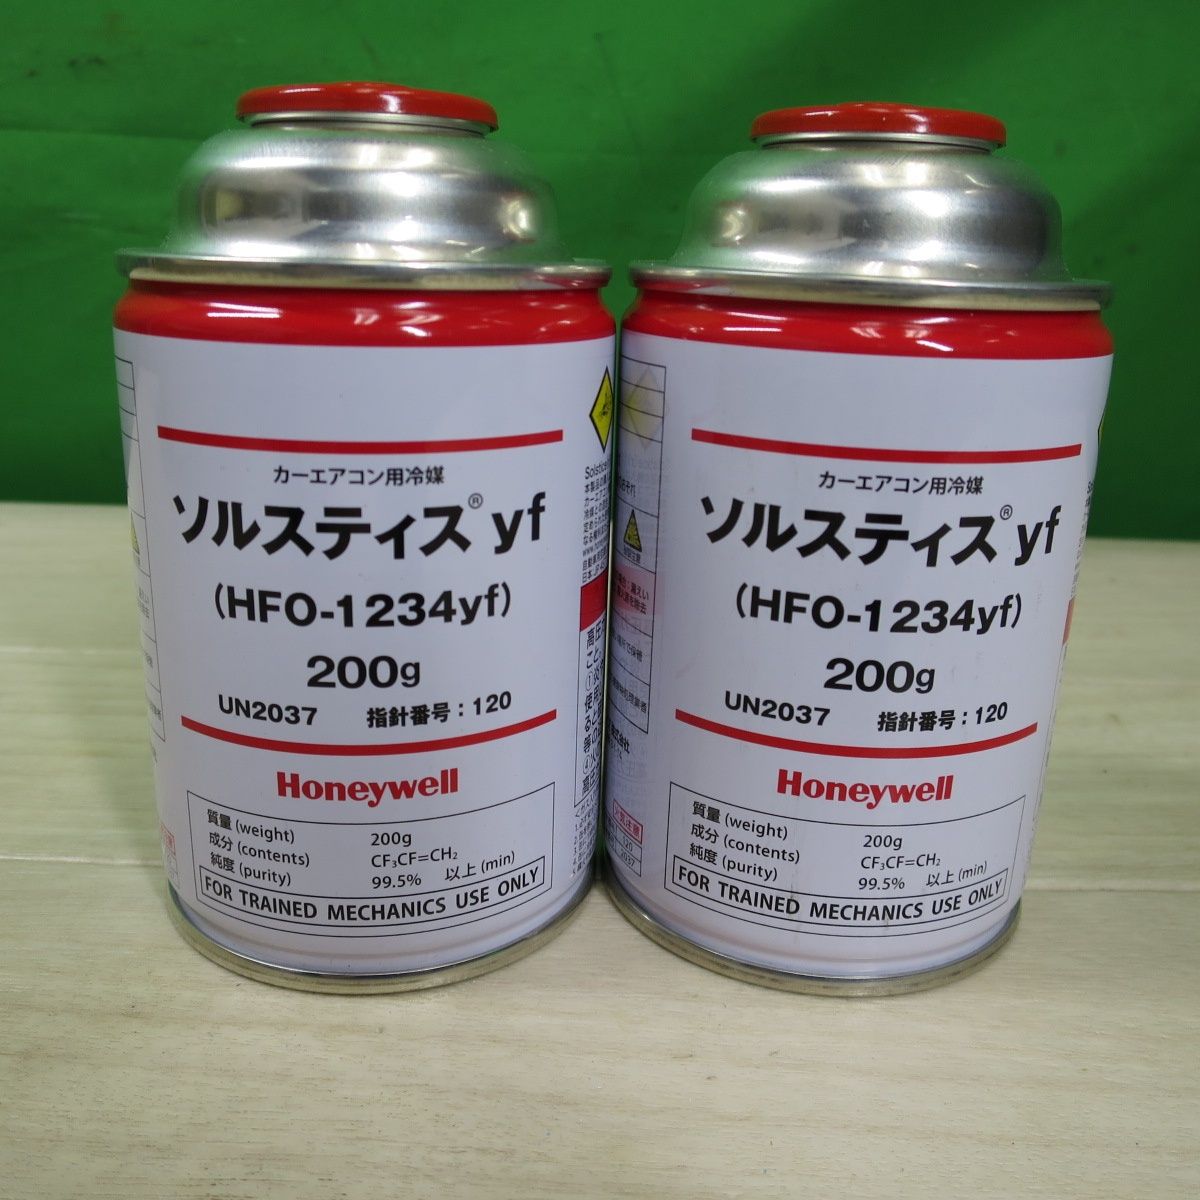 カーエアコン用冷媒
ソルスティス® yf
(HFO-1234yf)
200g
UN2037 指針番号：120
Honeywell
質量 (weight) 200g
成分 (contents) CF₃CF=CH₂
純度 (purity) 99.5% 以上 (min)
FOR TRAINED MECHANICS USE ONLY
カーエアコン用冷媒
ソルスティス® yf
(HFO-1234yf)
200g
UN2037 指針番号：120
Honeywell
質量 (weight) 200g
成分 (contents) CF₃CF=CH₂
純度 (purity) 99.5% 以上 (min)
FOR TRAINED MECHANICS USE ONLY